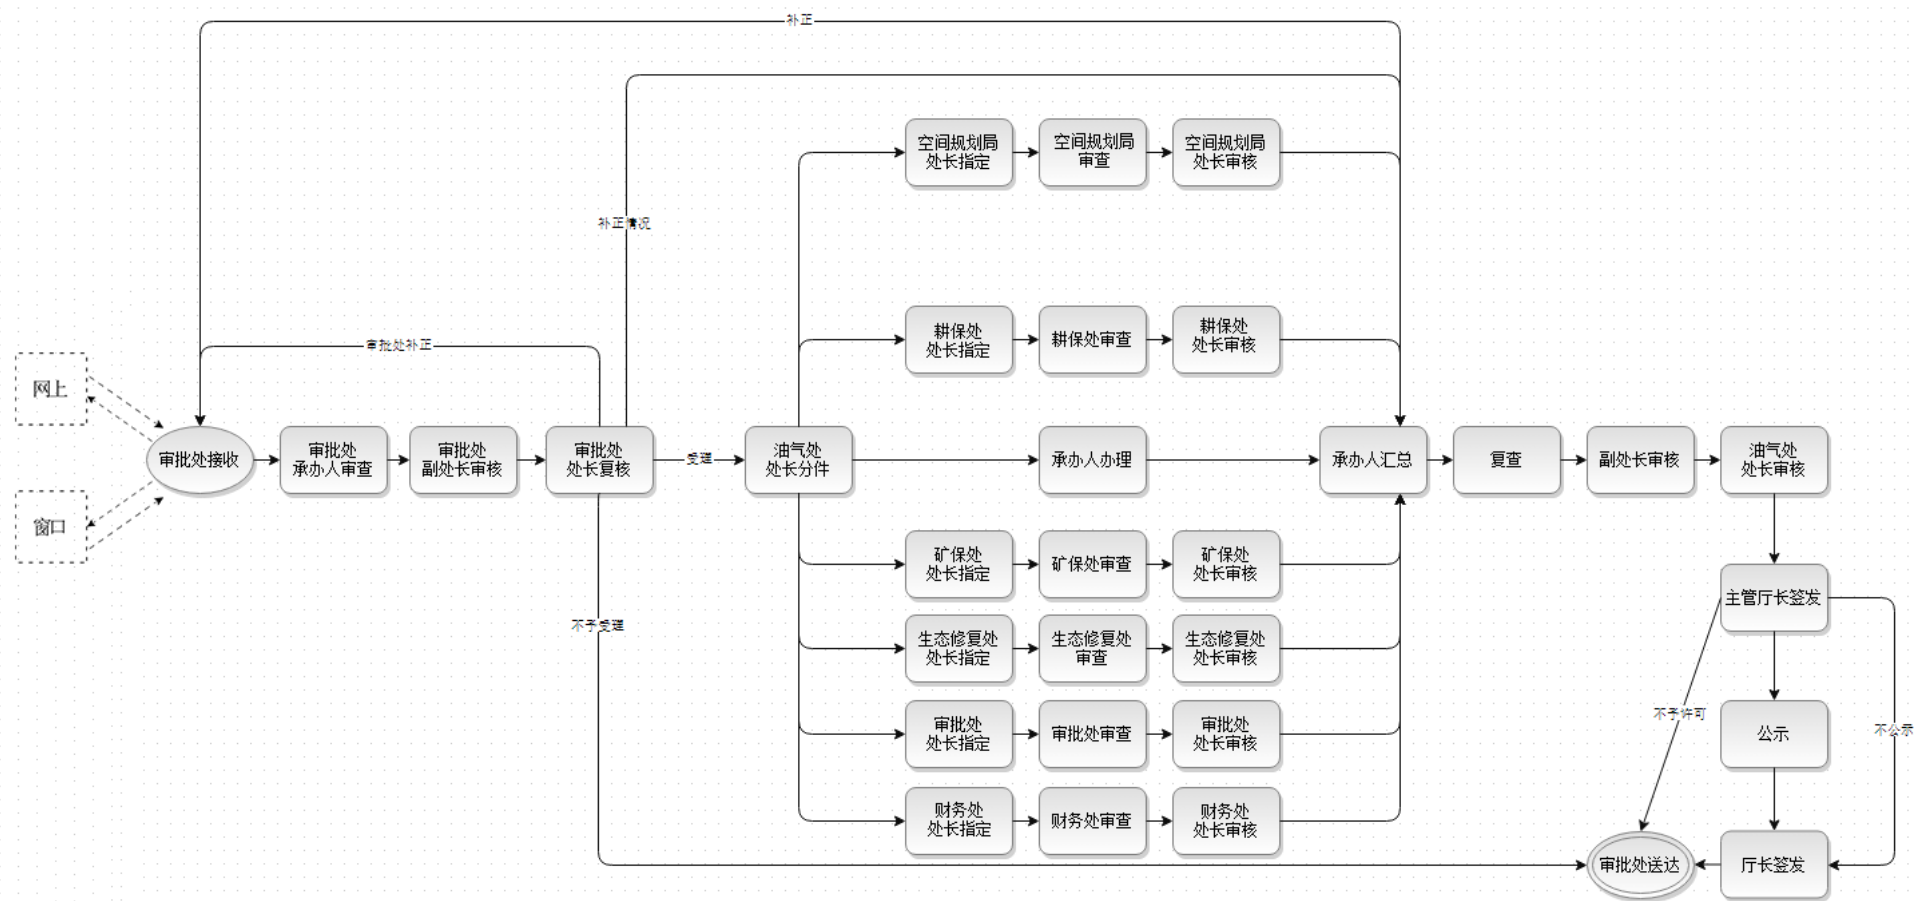 补正
空间规划局
处长指定
空间规划局
审查
空间规划局
处长审核
补正情况
耕保处
处长指定
耕保处审查
耕保处
处长审核
审批处补正
网上
审批处接收
审批处
承办人审查
审批处
副处长审核
审批处
处长复核
受理
油气处
处长分件
承办人办理
承办人汇总
复查
副处长审核
油气处
处长审核
窗口
矿保处
处长指定
矿保处审查
矿保处
处长审核
不予受理
主管厅长签发
生态修复处
处长指定
生态修复处
审查
生态修复处
处长审核
不予许可
不公示
审批处
处长指定
审批处审查
审批处
处长审核
公示
财务处
处长指定
财务处审查
财务处
处长审核
审批处送达
厅长签发